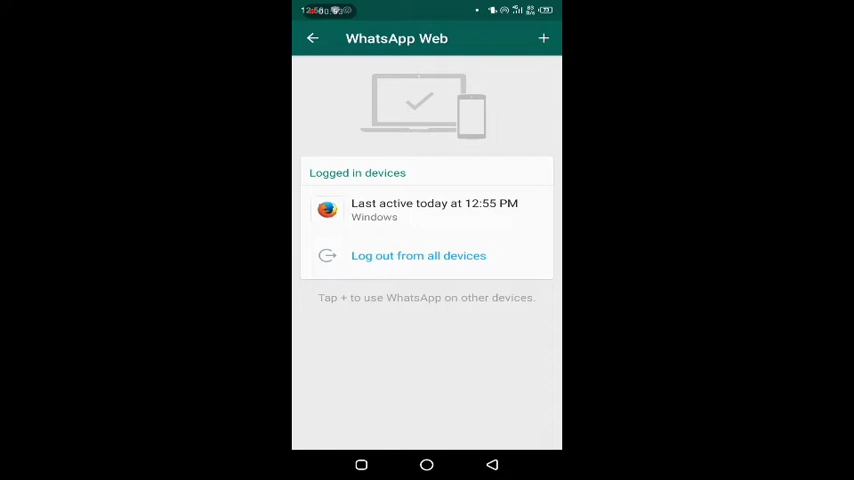 WhatsApp Web
Logged in devices
Last active today at 12:55 PM
Windows
Log out from all devices
Tap + to use WhatsApp on other devices.